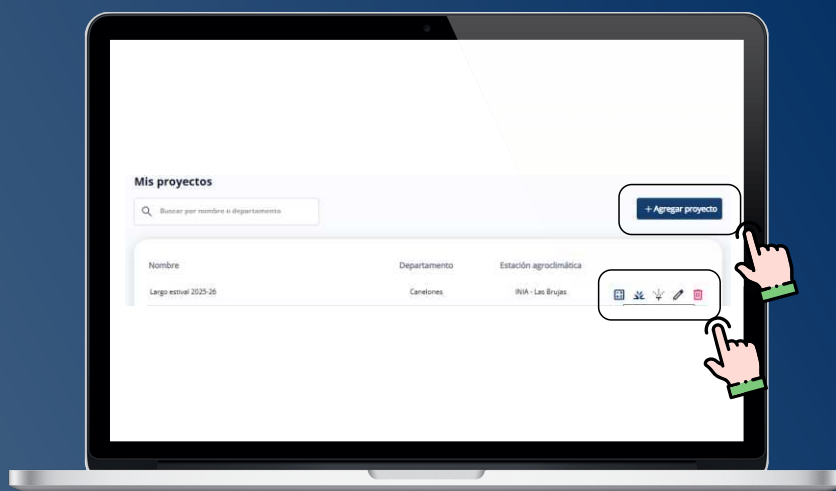 Mis proyectos
Buscar por nombre o departamento
+ Agregar proyecto
Nombre Departamento Estación agroclimática
Largo estival 2025-26 Canelones INIA - Las Brujas